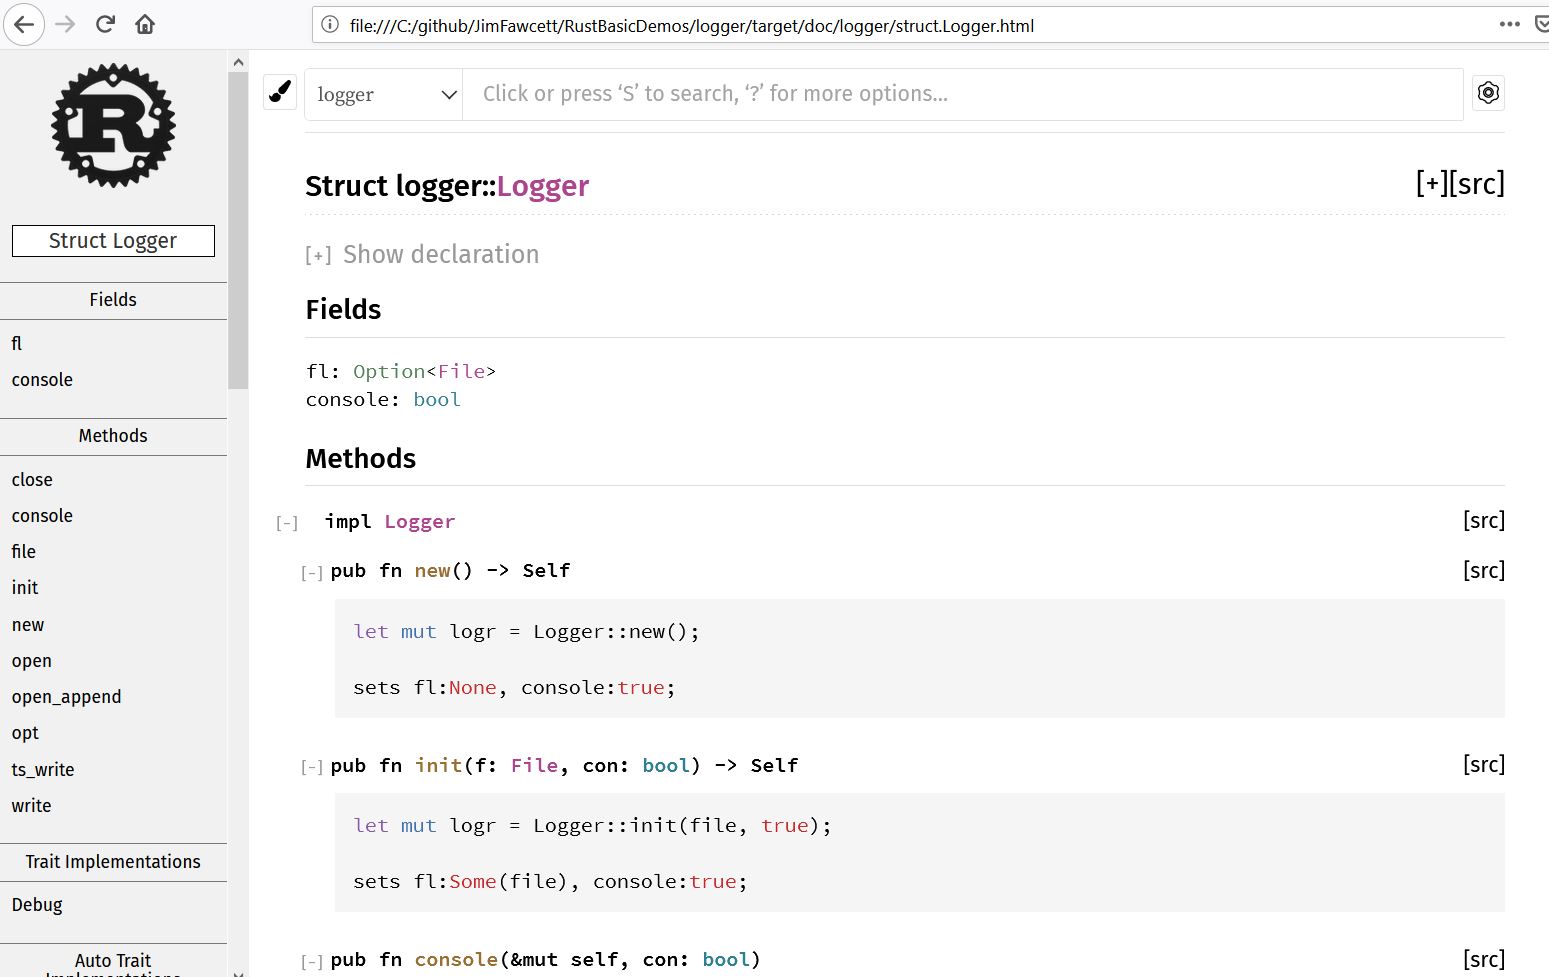 file:///C:/github/JimFawcett/RustBasicDemos/logger/target/doc/logger/struct.Logger.html
R
Struct Logger
Fields
fl
console
Methods
close
console
file
init
new
open
open_append
opt
ts_write
write
Trait Implementations
Debug
Auto Trait
Implementations
logger
Click or press ‘S’ to search, ‘?’ for more options...
Struct logger::Logger [+][src]
[+] Show declaration
Fields
fl: Option<File>
console: bool
Methods
[-] impl Logger [src]
[-] pub fn new() -> Self [src]
let mut logr = Logger::new();
sets fl:None, console:true;
[-] pub fn init(f: File, con: bool) -> Self [src]
let mut logr = Logger::init(file, true);
sets fl:Some(file), console:true;
[-] pub fn console(&mut self, con: bool) [src]